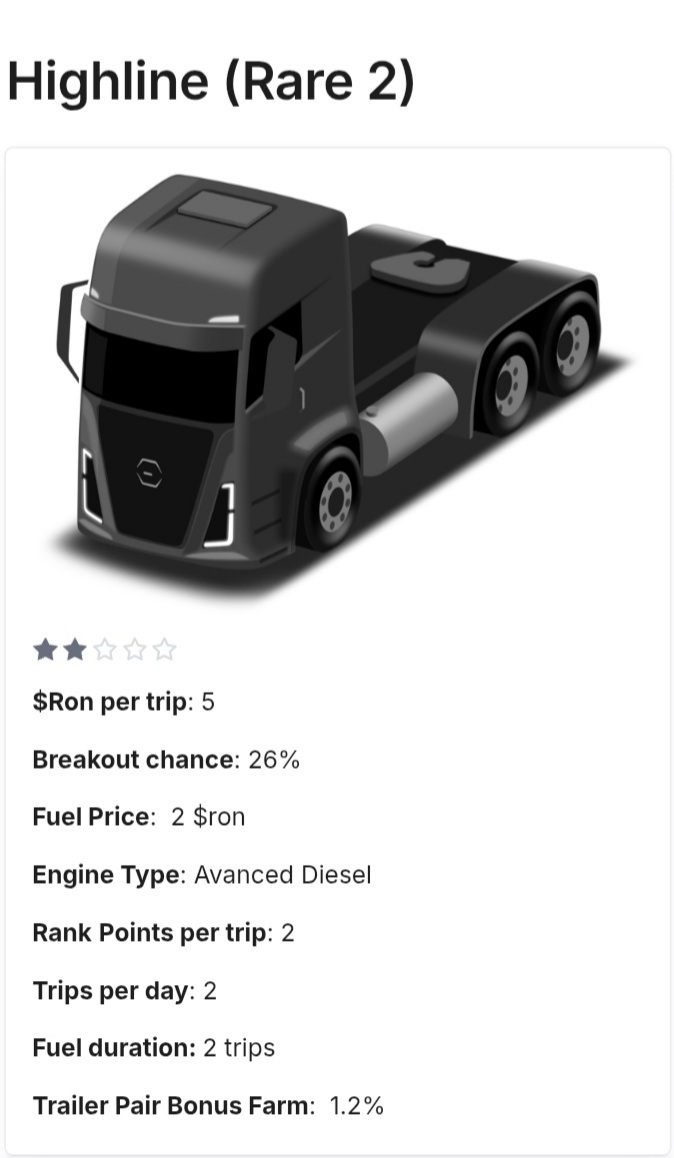 Highline (Rare 2)
$Ron per trip: 5
Breakout chance: 26%
Fuel Price:  2 $ron
Engine Type: Avanced Diesel
Rank Points per trip: 2
Trips per day: 2
Fuel duration: 2 trips
Trailer Pair Bonus Farm:  1.2%